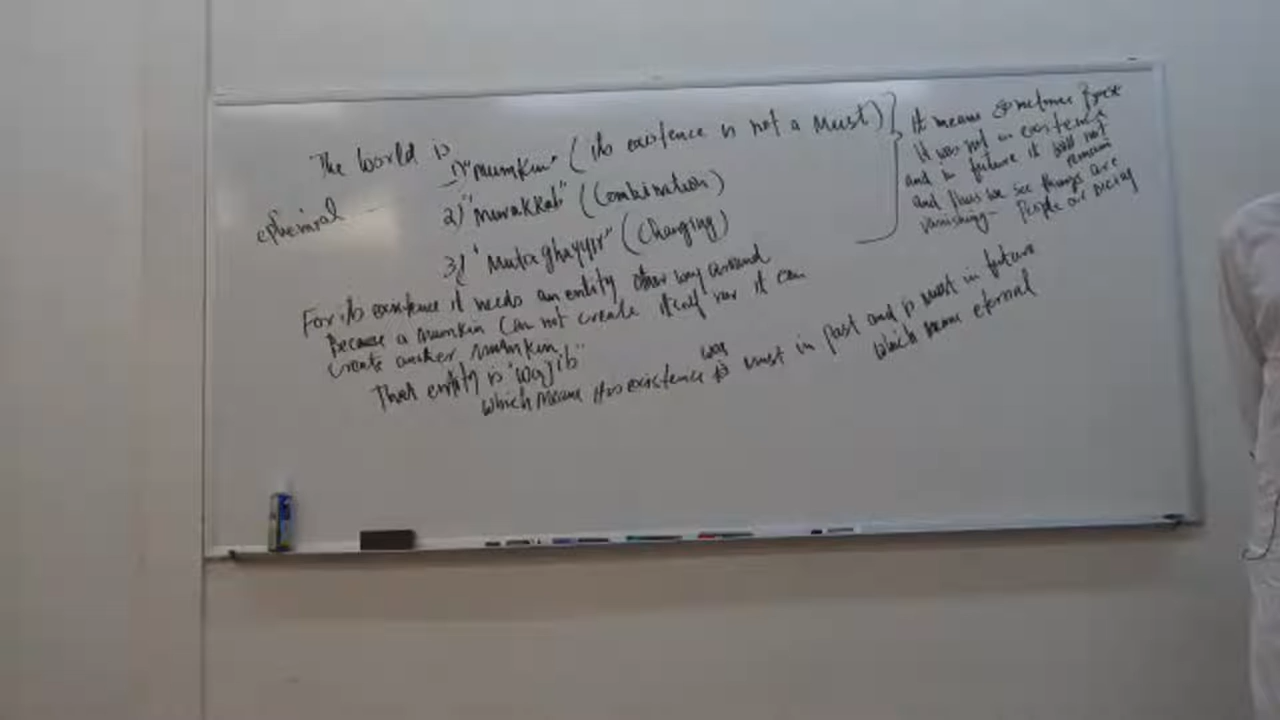 The world is
1) "mumkin" (its existence is not a must)
ephemiral
2) "murakkab" (Combination)
3) "mutaghayyir" (Changing)
It means sometimes
It was not in existence
and in future it will not
remain
and thus we see things are
vanishing - People are dieing
For its existence it needs an entity other way around
Because a mumkin can not create itself nor it can
create another mumkin.
That entity is "wajib"
was
which means its existence is must in past and is must in future
which means eternal